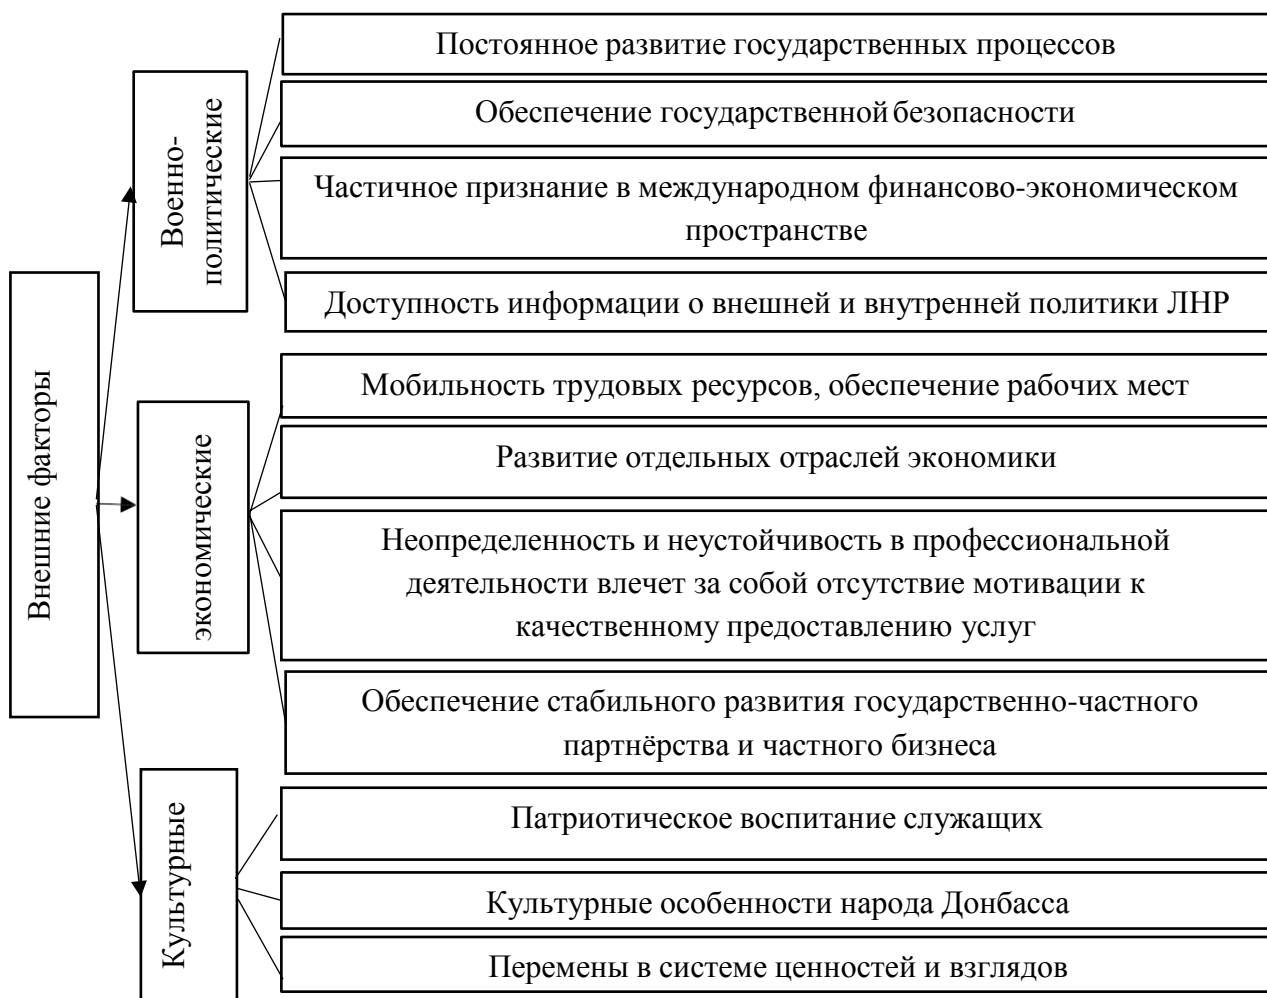 Внешние факторы
Военно-
политические
Постоянное развитие государственных процессов
Обеспечение государственной безопасности
Частичное признание в международном финансово-экономическом
пространстве
Доступность информации о внешней и внутренней политики ЛНР
экономические
Мобильность трудовых ресурсов, обеспечение рабочих мест
Развитие отдельных отраслей экономики
Неопределенность и неустойчивость в профессиональной
деятельности влечет за собой отсутствие мотивации к
качественному предоставлению услуг
Обеспечение стабильного развития государственно-частного
партнёрства и частного бизнеса
Культурные
Патриотическое воспитание служащих
Культурные особенности народа Донбасса
Перемены в системе ценностей и взглядов